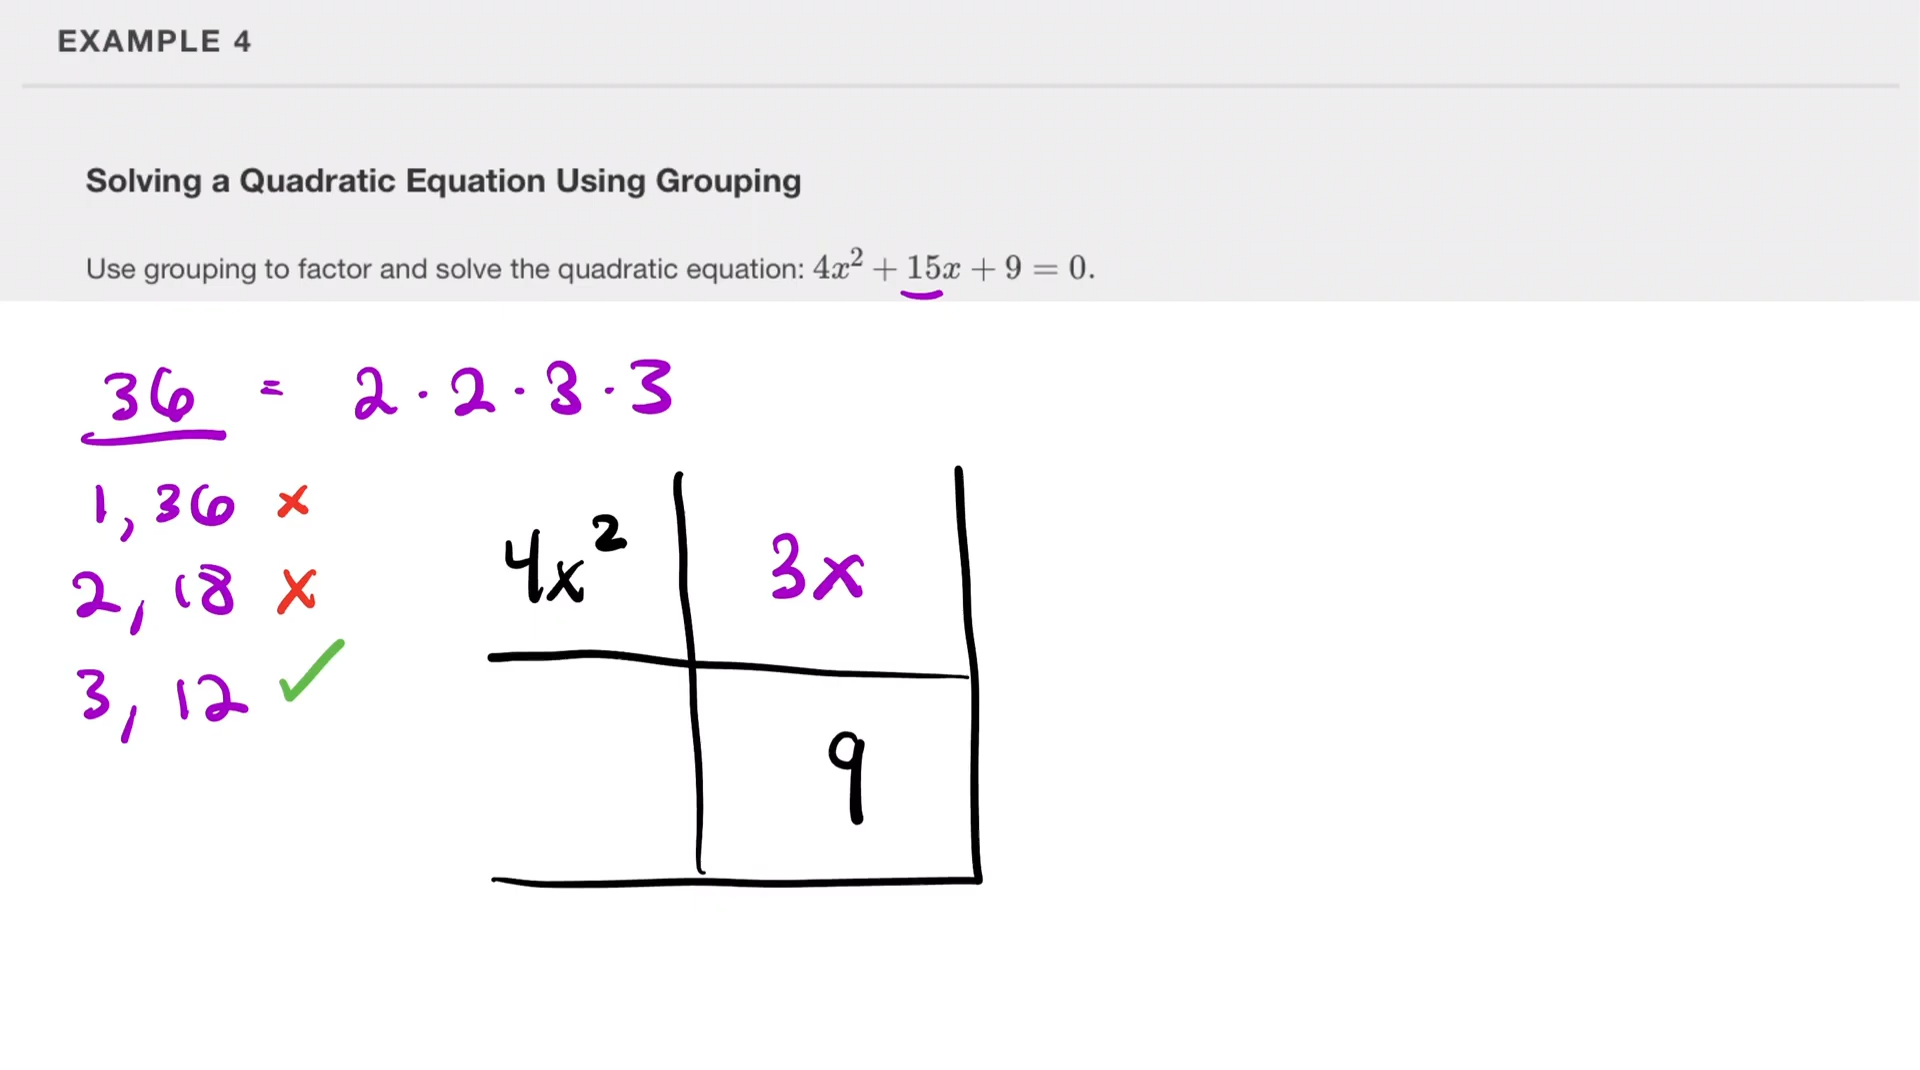 EXAMPLE 4
Solving a Quadratic Equation Using Grouping
Use grouping to factor and solve the quadratic equation: 4x² + 15x + 9 = 0.
36 = 2 · 2 · 3 · 3
1, 36 ×
2, 18 ×
3, 12 ✓
4x² 3x
9